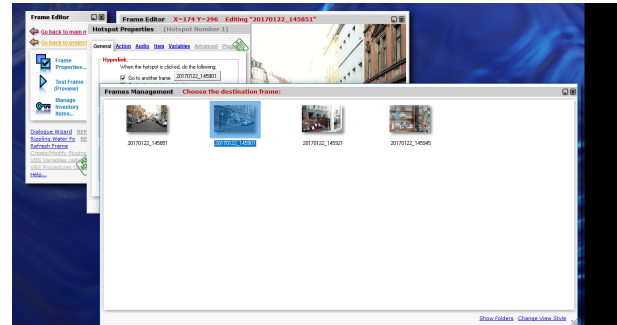 Frame Editor
Go back to main m
Go back to project
Frame
Properties...
Test Frame
(Preview)
Manage
Inventory
Items...
Dialogue Wizard
Rippling Water Fx
Refresh Frame
Create/Modify Plugins
Help...
Frame Editor X=174 Y=296 Editing "20170122_145851"
Hotspot Properties (Hotspot Number 1)
General Action Audio Item Variables Advanced
Hyperlink:
When the hotspot is clicked, do the following:
Go to another frame 20170122_145901
Frames Management Choose the destination frame:
20170122_145851 20170122_145901 20170122_145921 20170122_145945
Show Folders Change View Style